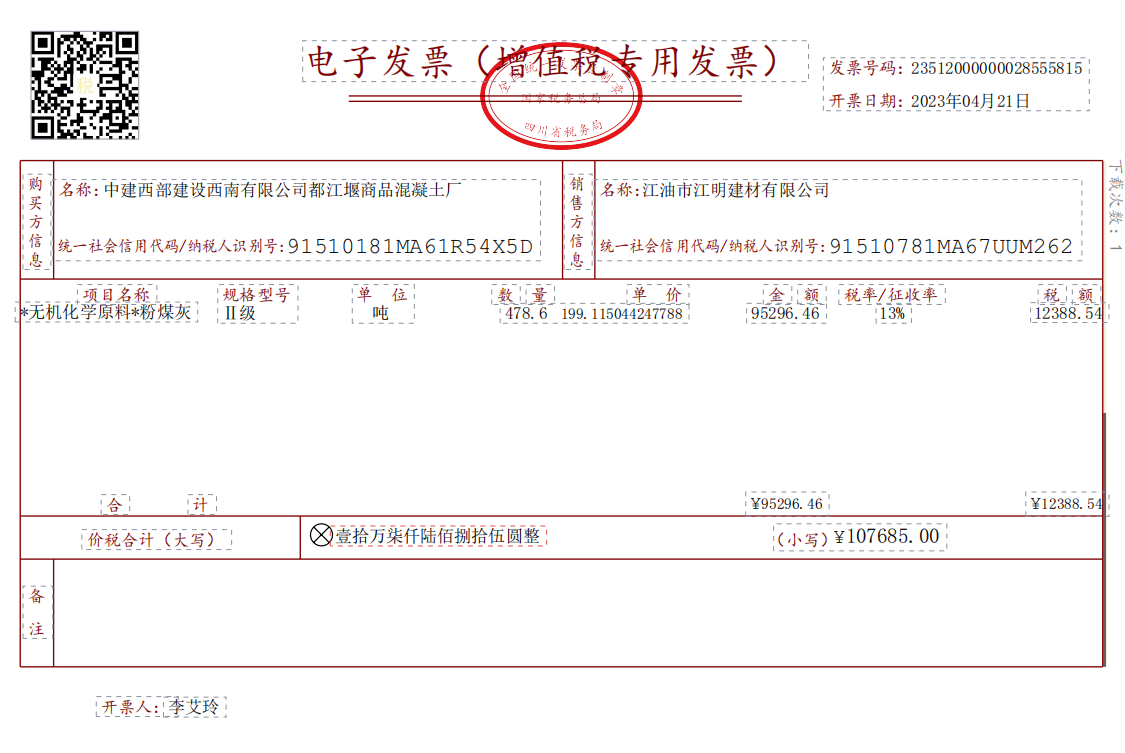 电子发票（增值税专用发票）
全国统一发票监制章
国家税务总局
四川省税务局
税
发票号码：23512000000028555815
开票日期：2023年04月21日
下载次数：1
购买方信息
名称：中建西部建设西南有限公司都江堰商品混凝土厂
统一社会信用代码/纳税人识别号：91510181MA61R54X5D
销售方信息
名称：江油市江明建材有限公司
统一社会信用代码/纳税人识别号：91510781MA67UUM262
项目名称 规格型号 单位 数量 单价 金额 税率/征收率 税额
*无机化学原料*粉煤灰 Ⅱ级 吨 478.6 199.115044247788 95296.46 13% 12388.54
合计 ¥95296.46 ¥12388.54
价税合计（大写） ⊗壹拾万柒仟陆佰捌拾伍圆整 （小写）¥107685.00
备注
开票人：李艾玲